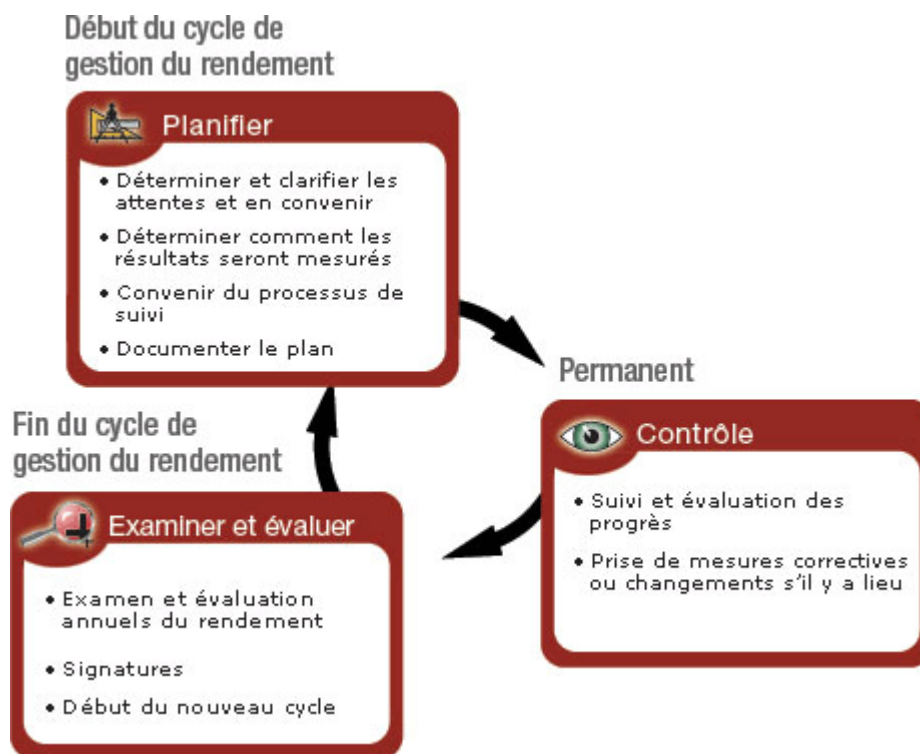 Début du cycle de
gestion du rendement
Planifier
• Déterminer et clarifier les
attentes et en convenir
• Déterminer comment les
résultats seront mesurés
• Convenir du processus de
suivi
• Documenter le plan
Permanent
Contrôle
• Suivi et évaluation des
progrès
• Prise de mesures correctives
ou changements s'il y a lieu
Fin du cycle de
gestion du rendement
Examiner et évaluer
• Examen et évaluation
annuels du rendement
• Signatures
• Début du nouveau cycle